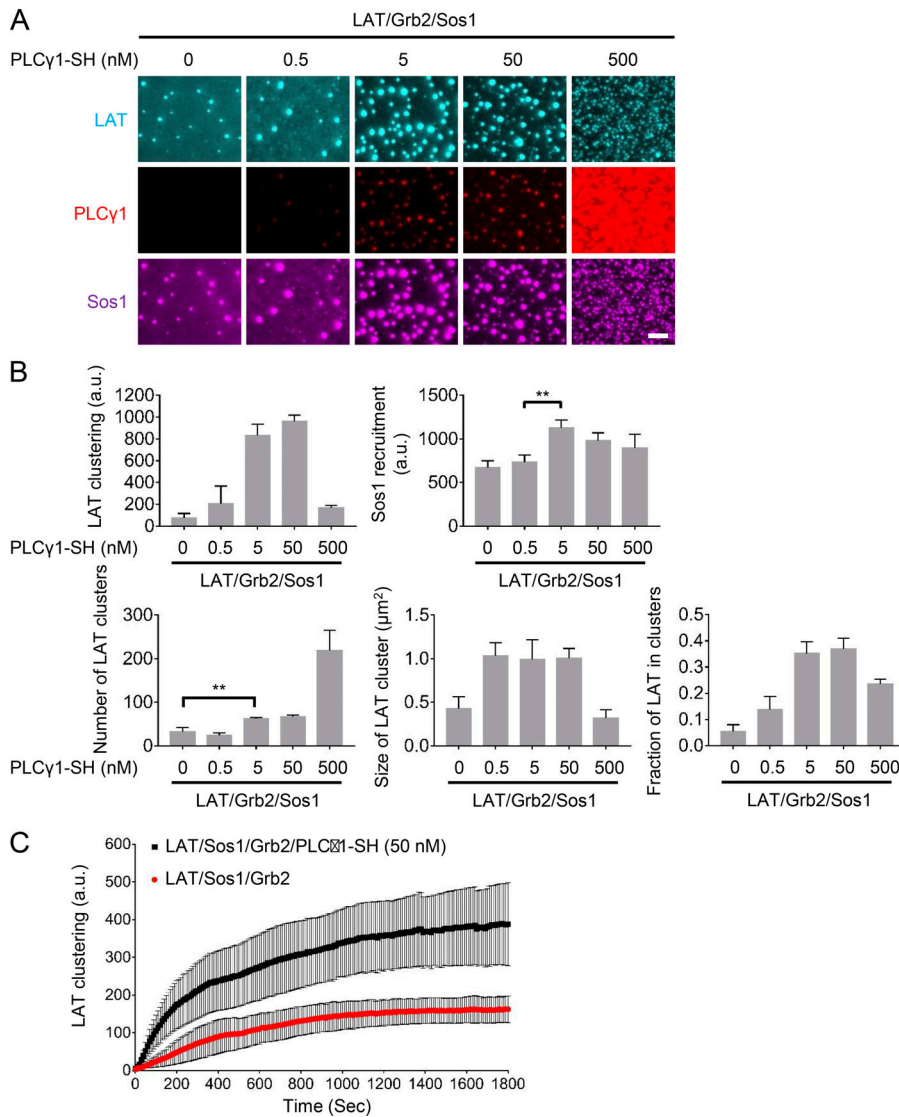 A
LAT/Grb2/Sos1
PLCγ1-SH (nM) 0 0.5 5 50 500
LAT
PLCγ1
Sos1
B
LAT clustering (a.u.)
1200
1000
800
600
400
200
0
PLCγ1-SH (nM) 0 0.5 5 50 500
LAT/Grb2/Sos1
Sos1 recruitment
(a.u.)
1500
1000
500
0
**
0 0.5 5 50 500
LAT/Grb2/Sos1
Number of LAT clusters
300
200
100
0
**
PLCγ1-SH (nM) 0 0.5 5 50 500
LAT/Grb2/Sos1
Size of LAT cluster (µm²)
1.5
1.0
0.5
0.0
0 0.5 5 50 500
LAT/Grb2/Sos1
Fraction of LAT in clusters
0.5
0.4
0.3
0.2
0.1
0.0
0 0.5 5 50 500
LAT/Grb2/Sos1
C
LAT clustering (a.u.)
600
500
400
300
200
100
0
LAT/Sos1/Grb2/PLC☒1-SH (50 nM)
LAT/Sos1/Grb2
0 200 400 600 800 1000 1200 1400 1600 1800
Time (Sec)